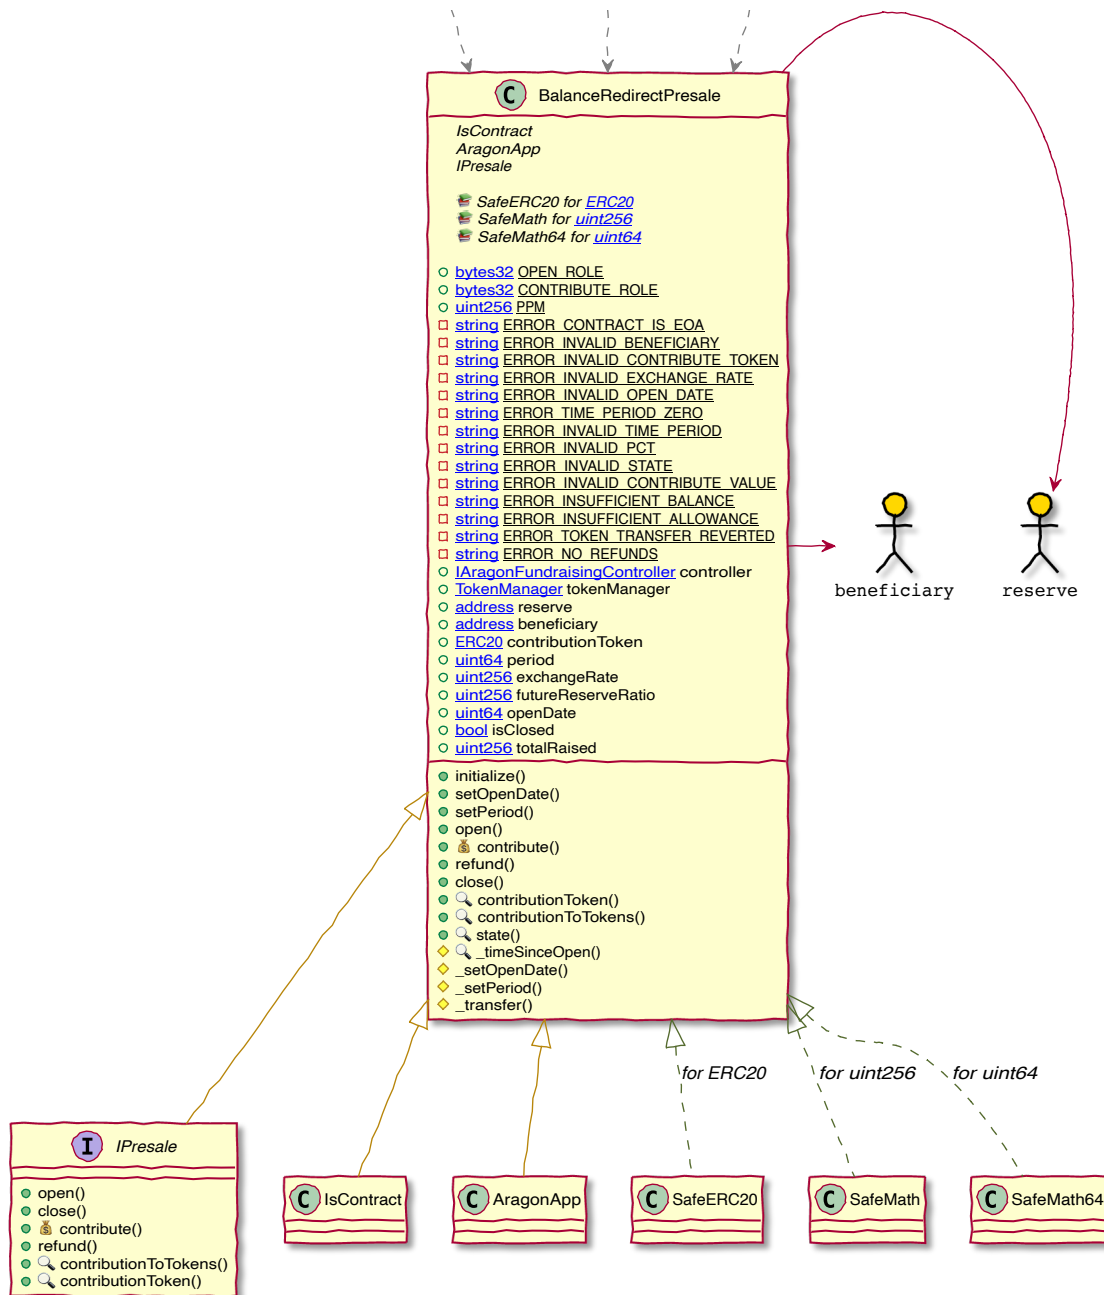 C BalanceRedirectPresale
IsContract
AragonApp
IPresale
SafeERC20 for ERC20
SafeMath for uint256
SafeMath64 for uint64
bytes32 OPEN_ROLE
bytes32 CONTRIBUTE_ROLE
uint256 PPM
string ERROR_CONTRACT_IS_EOA
string ERROR_INVALID_BENEFICIARY
string ERROR_INVALID_CONTRIBUTE_TOKEN
string ERROR_INVALID_EXCHANGE_RATE
string ERROR_INVALID_OPEN_DATE
string ERROR_TIME_PERIOD_ZERO
string ERROR_INVALID_TIME_PERIOD
string ERROR_INVALID_PCT
string ERROR_INVALID_STATE
string ERROR_INVALID_CONTRIBUTE_VALUE
string ERROR_INSUFFICIENT_BALANCE
string ERROR_INSUFFICIENT_ALLOWANCE
string ERROR_TOKEN_TRANSFER_REVERTED
string ERROR_NO_REFUNDS
IAragonFundraisingController controller
TokenManager tokenManager
address reserve
address beneficiary
ERC20 contributionToken
uint64 period
uint256 exchangeRate
uint256 futureReserveRatio
uint64 openDate
bool isClosed
uint256 totalRaised
initialize()
setOpenDate()
setPeriod()
open()
contribute()
refund()
close()
contributionToken()
contributionToTokens()
state()
_timeSinceOpen()
_setOpenDate()
_setPeriod()
_transfer()
beneficiary
reserve
for ERC20
for uint256
for uint64
I IPresale
open()
close()
contribute()
refund()
contributionToTokens()
contributionToken()
C IsContract
C AragonApp
C SafeERC20
C SafeMath
C SafeMath64